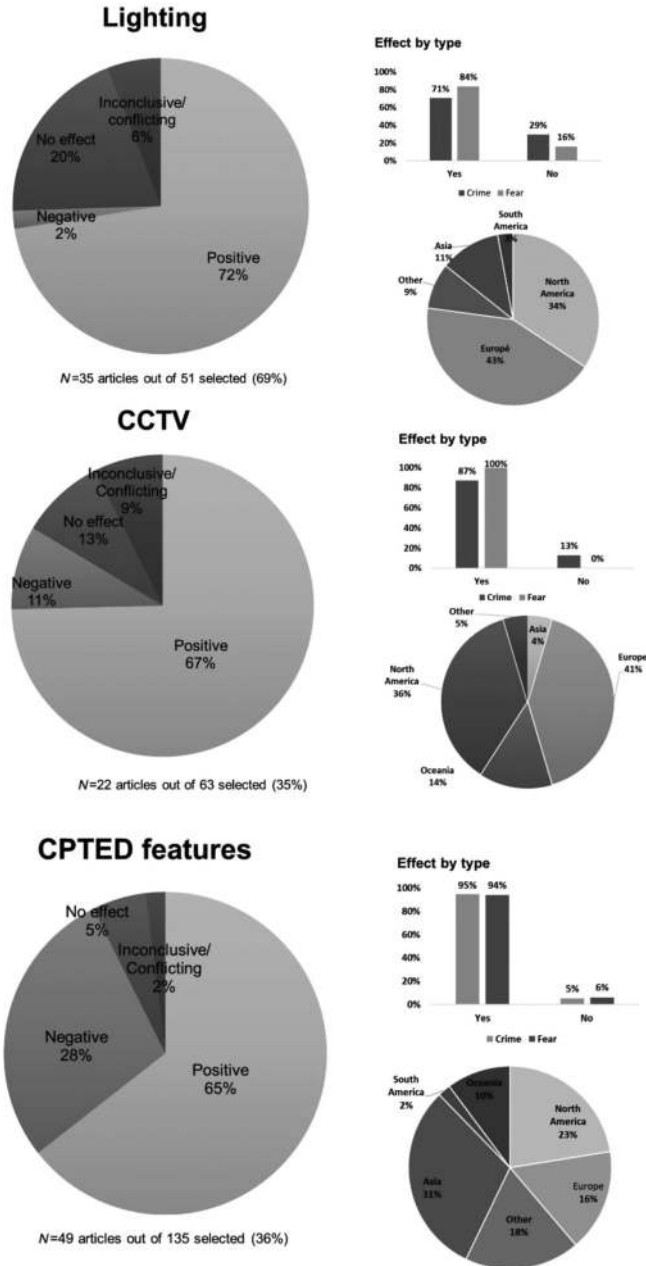 Lighting
Inconclusive/
conflicting
6%
No effect
20%
Negative
2%
Positive
72%
N=35 articles out of 51 selected (69%)
Effect by type
100%
80%
60%
40%
20%
0%
71%
84%
29%
16%
Yes
No
Crime
Fear
South
America
Asia
11%
Other
9%
North
America
34%
Europé
43%
CCTV
Inconclusive/
Conflicting
9%
No effect
13%
Negative
11%
Positive
67%
N=22 articles out of 63 selected (35%)
Effect by type
100%
80%
60%
40%
20%
0%
87%
100%
13%
0%
Yes
No
Crime
Fear
Other
5%
Asia
4%
North
America
36%
Europe
41%
Oceania
14%
CPTED features
No effect
5%
Inconclusive/
Conflicting
2%
Negative
28%
Positive
65%
N=49 articles out of 135 selected (36%)
Effect by type
100%
80%
60%
40%
20%
0%
95%
94%
5%
6%
Yes
No
Crime
Fear
South
America
2%
Oceania
10%
North
America
23%
Asia
31%
Europe
16%
Other
18%